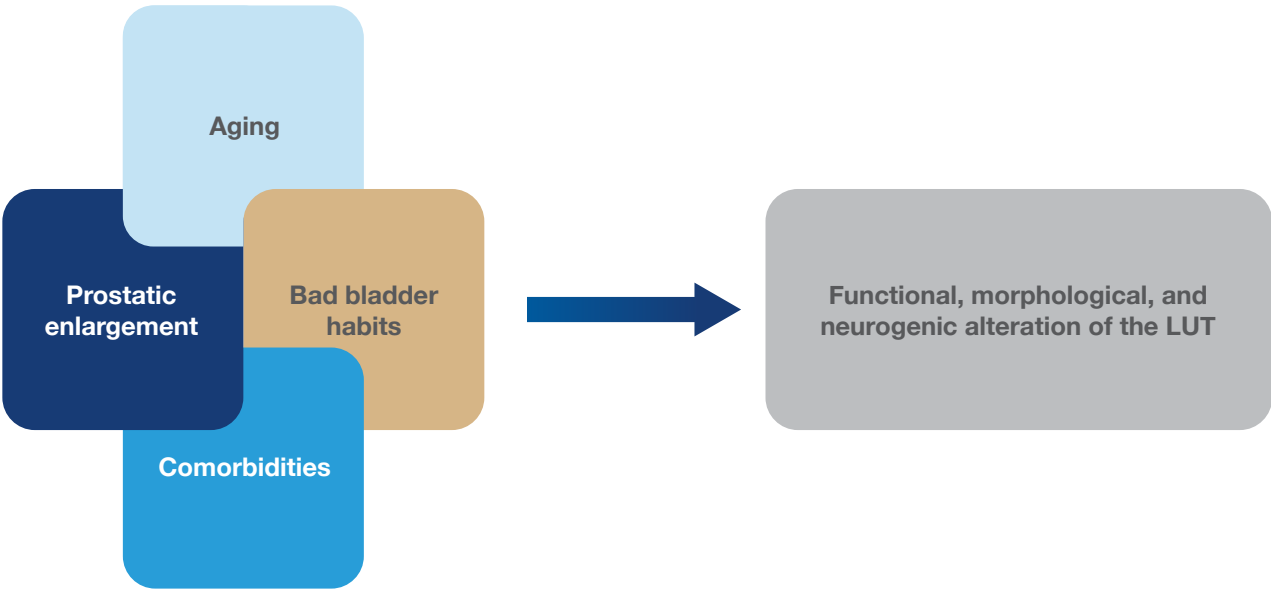 Aging
Prostatic
enlargement
Bad bladder
habits
Comorbidities
Functional, morphological, and
neurogenic alteration of the LUT